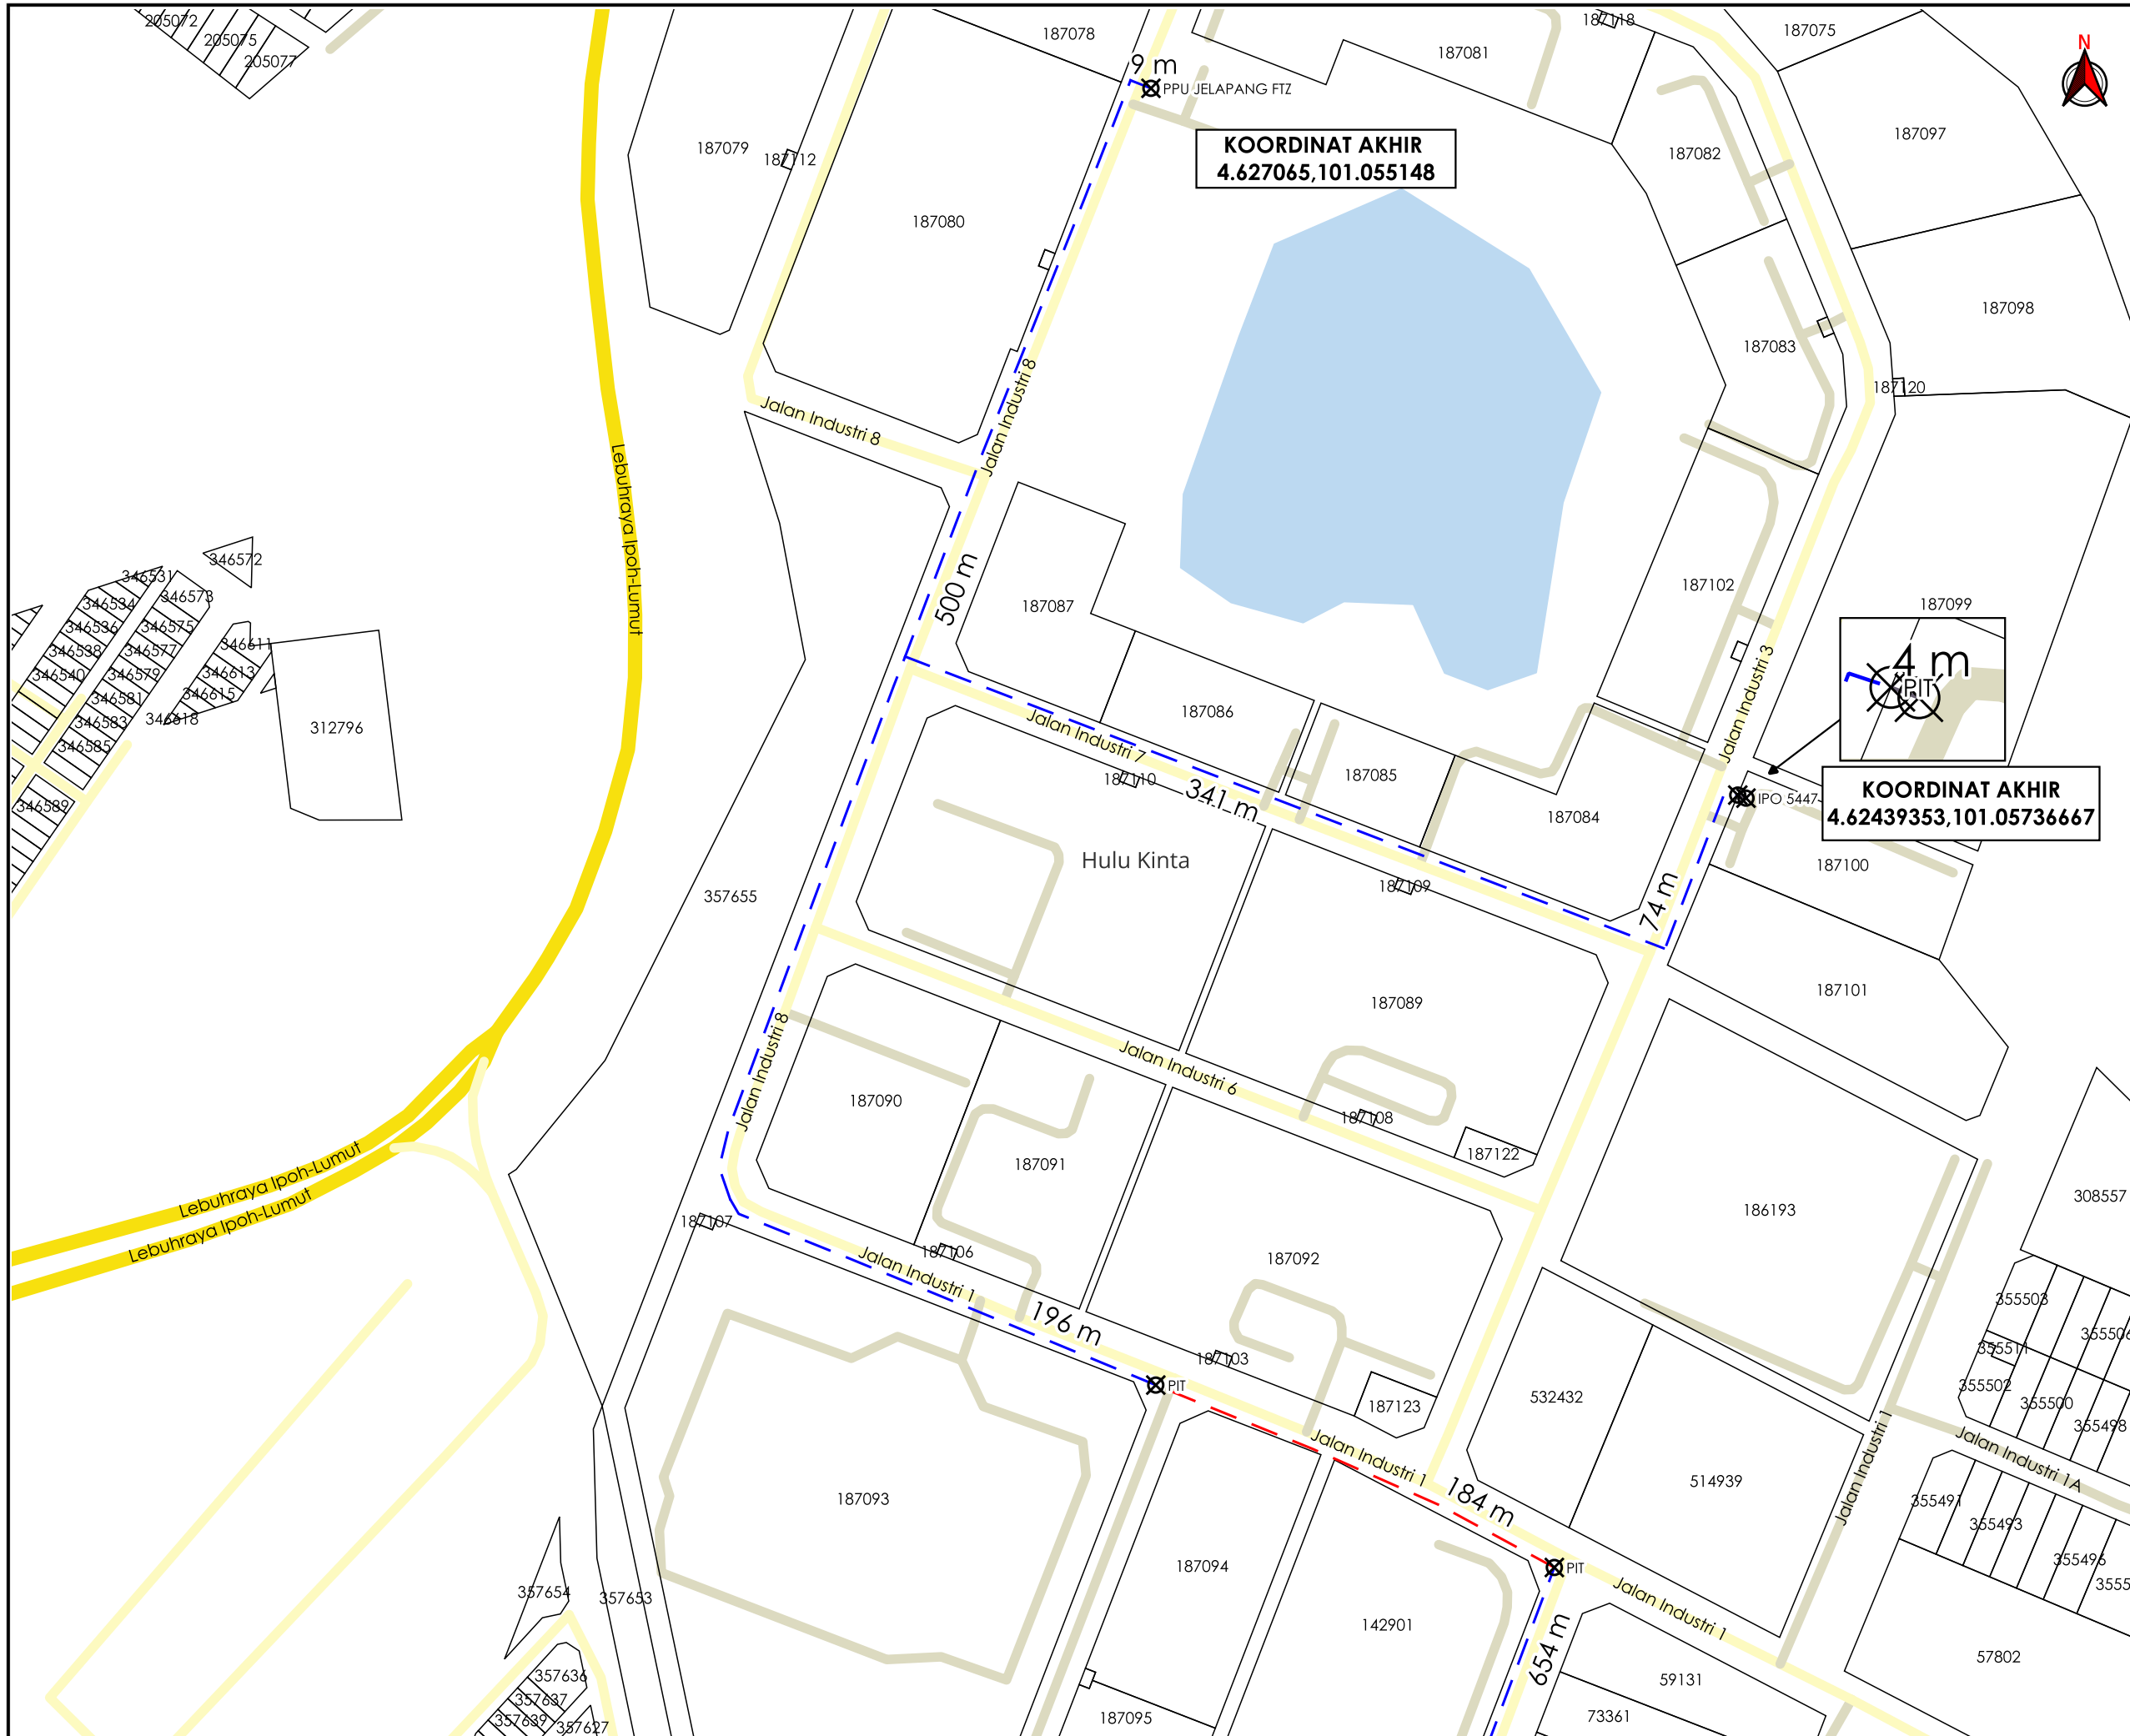 205072
205075
205077
187078
9 m
PPU JELAPANG FTZ
187081
187118
187075
N
187079
187112
187080
KOORDINAT AKHIR
4.627065,101.055148
187082
187097
187098
187083
187120
Jalan Industri 8
Jalan Industri 8
Lebuhraya Ipoh-Lumut
500 m
187087
187102
187099
346572
346531
346534
346573
346536
346575
346538
346577
346611
346540
346579
346613
346581
346615
346583
346618
346585
346589
312796
187086
Jalan Industri 7
187110
341 m
187085
187084
Jalan Industri 3
4 m
PIT
IPO 5447
KOORDINAT AKHIR
4.62439353,101.05736667
Hulu Kinta
187109
187100
74 m
357655
187101
187089
Jalan Industri 8
Jalan Industri 6
187090
187108
187122
187091
186193
308557
Lebuhraya Ipoh-Lumut
Lebuhraya Ipoh-Lumut
187107
187106
Jalan Industri 1
187092
196 m
187103
PIT
187123
532432
355503
355506
355511
355502
355500
355498
Jalan Industri 1
184 m
514939
Jalan Industri 1
Jalan Industri 1A
187093
355491
355493
355496
3555
187094
PIT
Jalan Industri 1
357654
357653
142901
654 m
59131
57802
357636
357637
357639
357627
187095
73361